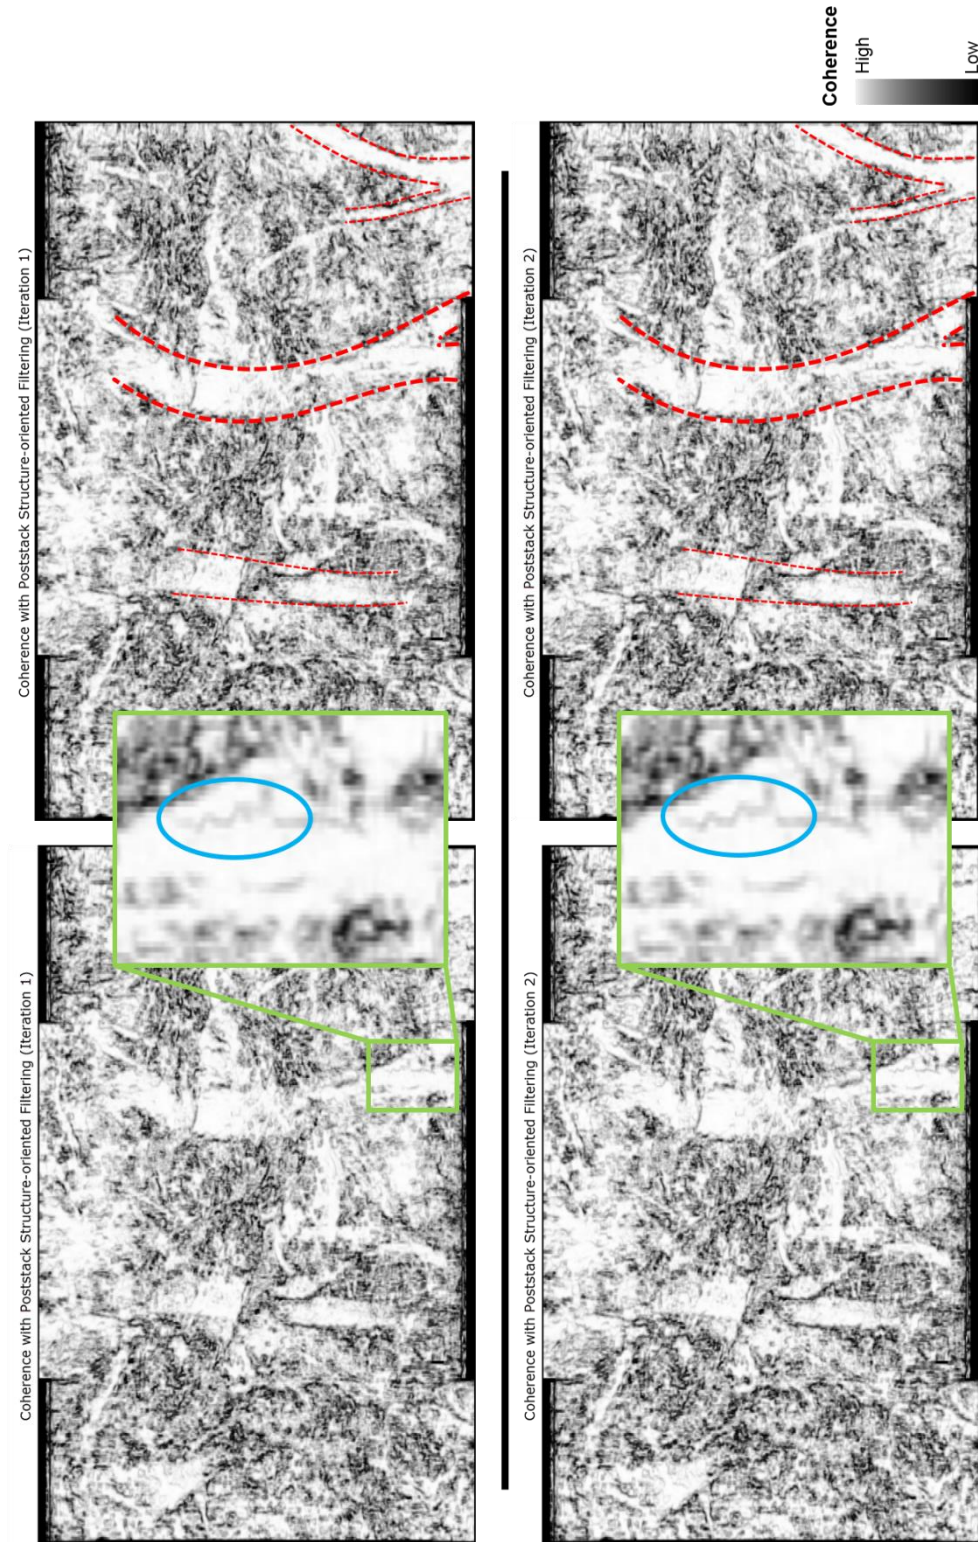 Coherence with Poststack Structure-oriented Filtering (Iteration 1)
Coherence with Poststack Structure-oriented Filtering (Iteration 1)
Coherence with Poststack Structure-oriented Filtering (Iteration 2)
Coherence with Poststack Structure-oriented Filtering (Iteration 2)
Coherence
High
Low